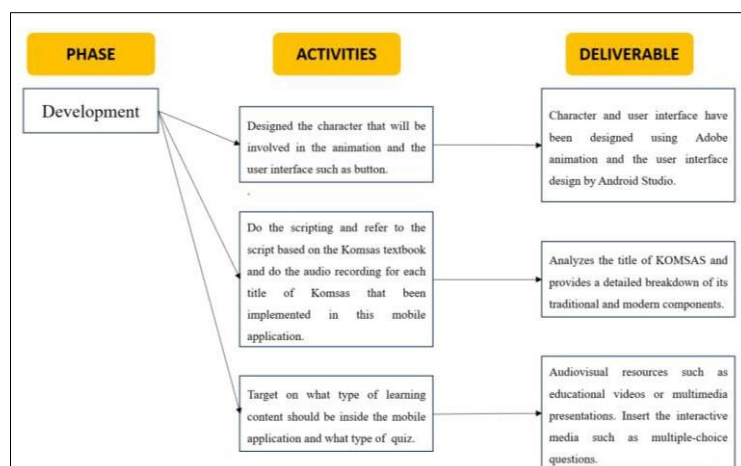 PHASE
ACTIVITIES
DELIVERABLE
Development
Designed the character that will be
involved in the animation and the
user interface such as button.
.
Character and user interface have
been designed using Adobe
animation and the user interface
design by Android Studio.
Do the scripting and refer to the
script based on the Komsas textbook
and do the audio recording for each
title of Komsas that been
implemented in this mobile
application.
Analyzes the title of KOMSAS and
provides a detailed breakdown of its
traditional and modern components.
Target on what type of learning
content should be inside the mobile
application and what type of quiz.
Audiovisual resources such as
educational videos or multimedia
presentations. Insert the interactive
media such as multiple-choice
questions.